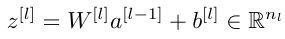 $z^{[l]} = W^{[l]} a^{[l-1]} + b^{[l]} \in \mathbb{R}^{n_l}$